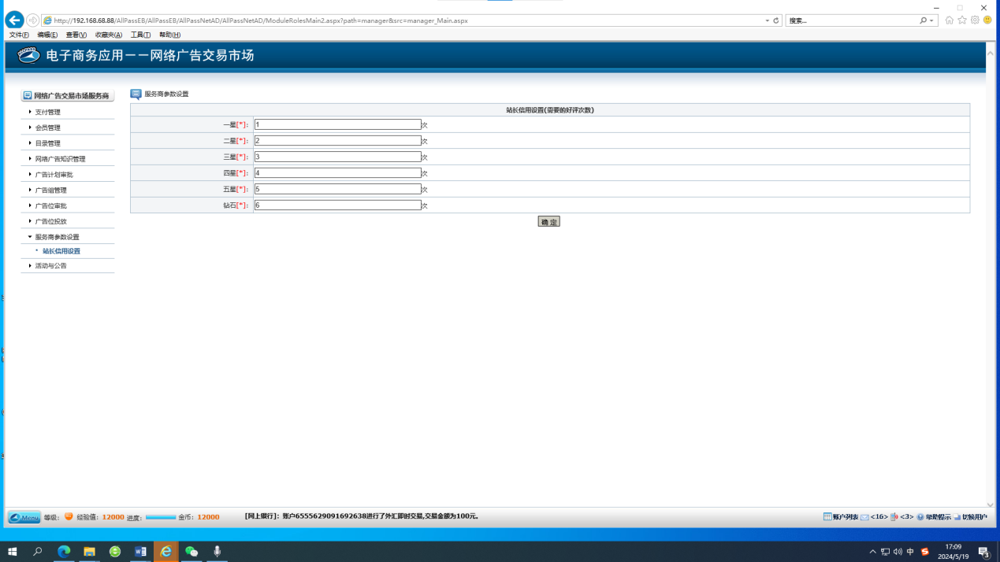 http://192.168.68.88/AllPassEB/AllPassEB/AllPassNetAD/AllPassNetAD/ModuleRolesMain2.aspx?path=manager&src=manager_Main.aspx
搜索...
文件(F) 编辑(E) 查看(V) 收藏夹(A) 工具(T) 帮助(H)
电子商务应用－－网络广告交易市场
网络广告交易市场服务商
支付管理
会员管理
目录管理
网络广告知识管理
广告计划审批
广告组管理
广告位审批
广告位投放
服务商参数设置
站长信用设置
活动与公告
服务商参数设置
站长信用设置(需要的好评次数)
一星[*]: 1 次
二星[*]: 2 次
三星[*]: 3 次
四星[*]: 4 次
五星[*]: 5 次
钻石[*]: 6 次
确 定
Menu 等级: 经验值: 12000 进度: 金币: 12000 [网上银行]: 账户6555629091692638进行了外汇即时交易,交易金额为100元。 账户列表 <16> <3> 帮助提示 切换用户
中 17:09
2024/5/19 3